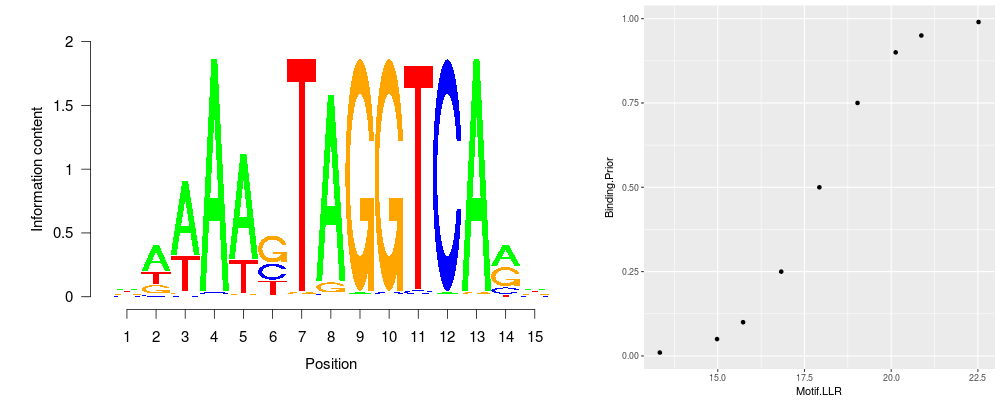 2
1.5
1
0.5
0
Information content
A T G
A T
A
A T
G C T
T
A G
G
G
T
C
A
A G C T
1 2 3 4 5 6 7 8 9 10 11 12 13 14 15
Position
1.00
0.75
0.50
0.25
0.00
Binding.Prior
15.0 17.5 20.0 22.5
Motif.LLR